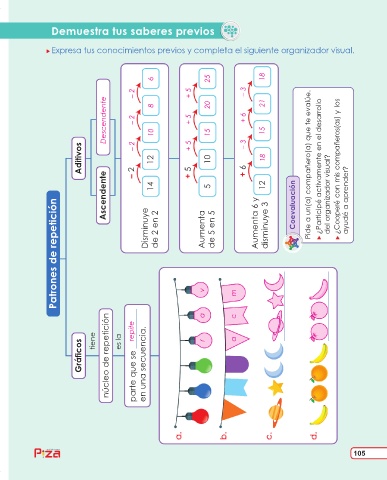 Demuestra tus saberes previos
▶ Expresa tus conocimientos previos y completa el siguiente organizador visual.
Patrones de repetición
Gráficos
tiene
núcleo de repetición
es la
parte que se repite
en una secuencia.
a.
r
a
v
b.
a
c
m
c.
d.
Aditivos
Ascendente
Descendente
Disminuye
de 2 en 2
14 12 10 8 6
−2 −2 −2 −2
Aumenta
de 5 en 5
5 10 15 20 25
+5 +5 +5 +5
Aumenta 6 y
disminuye 3
12 18 15 21 18
+6 −3 +6 −3
Coevaluación
Pide a un(a) compañero(a) que te evalúe.
▶ ¿Participé activamente en el desarrollo
del organizador visual?
▶ ¿Cooperé con mis compañeros(as) y los
ayudé a aprender?
Piza
105